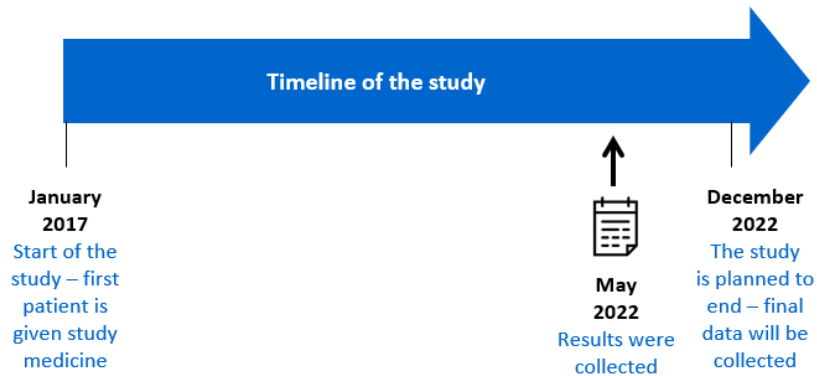 Timeline of the study
January
2017
Start of the
study – first
patient is
given study
medicine
May
2022
Results were
collected
December
2022
The study
is planned to
end – final
data will be
collected